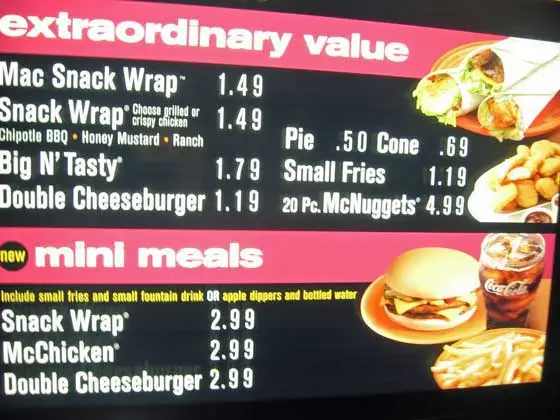 extraordinary value
Mac Snack Wrap™ 1.49
Snack Wrap® Choose grilled or crispy chicken 1.49
Chipotle BBQ • Honey Mustard • Ranch
Big N' Tasty® 1.79
Double Cheeseburger 1.19
Pie .50 Cone .69
Small Fries 1.19
20 Pc. McNuggets® 4.99
new mini meals
Include small fries and small fountain drink OR apple dippers and bottled water
Snack Wrap® 2.99
McChicken® 2.99
Double Cheeseburger 2.99
Coca-Cola